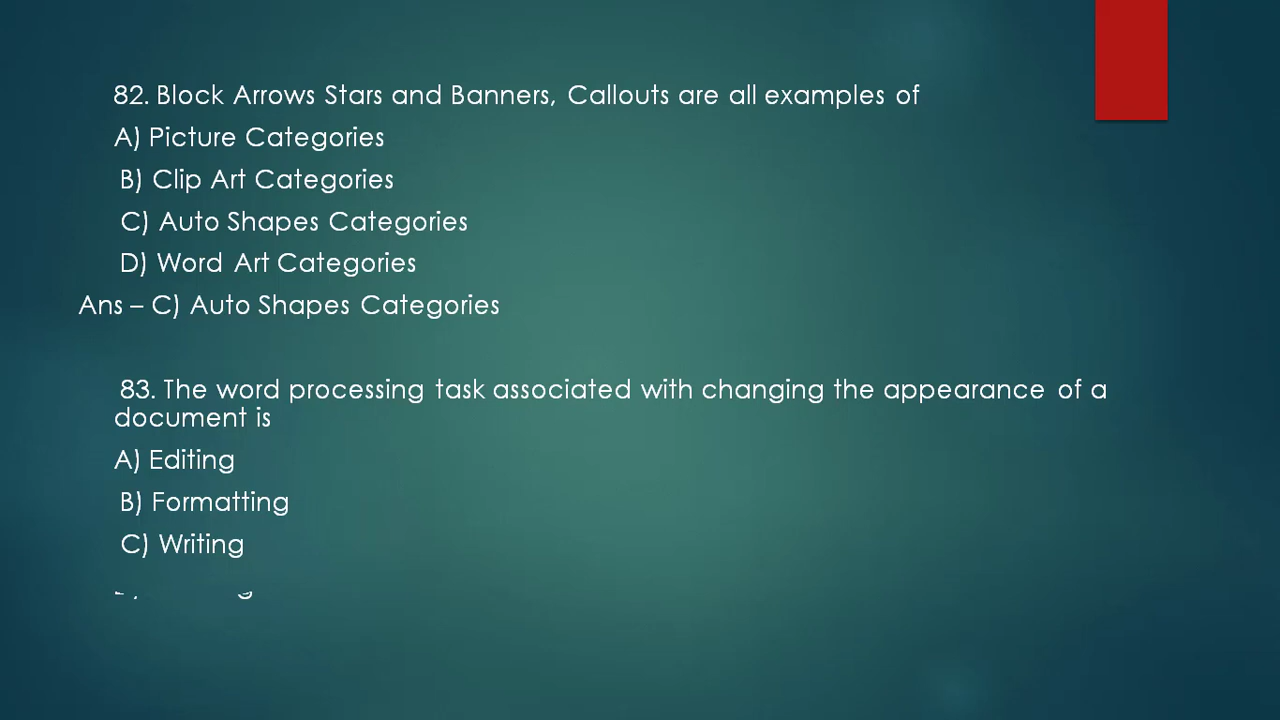 82. Block Arrows Stars and Banners, Callouts are all examples of
A) Picture Categories
B) Clip Art Categories
C) Auto Shapes Categories
D) Word Art Categories
Ans – C) Auto Shapes Categories
83. The word processing task associated with changing the appearance of a
document is
A) Editing
B) Formatting
C) Writing